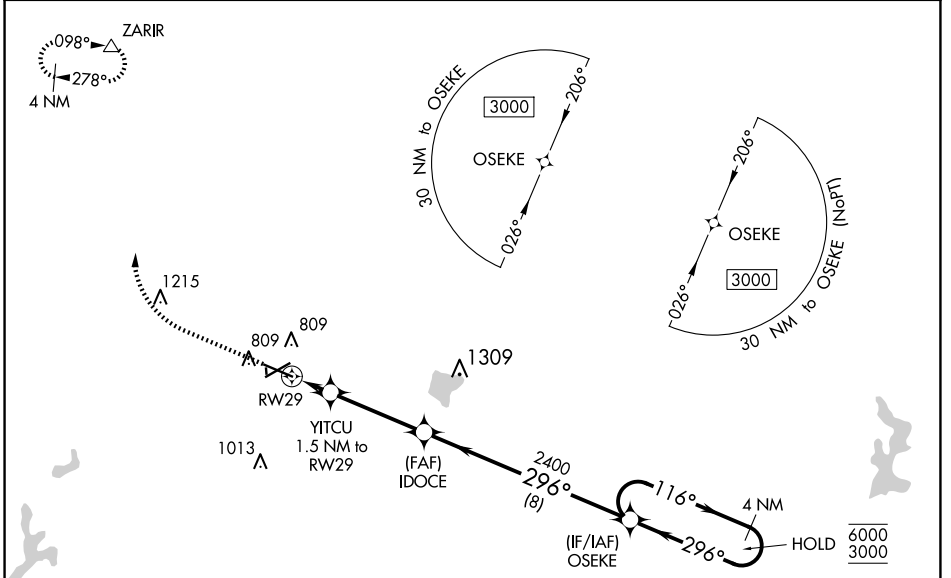 098°
ZARIR
278°
4 NM
30 NM to OSEKE
3000
206°
OSEKE
026°
206°
OSEKE
3000
026°
30 NM to OSEKE (NoPT)
1215
809
809
RW29
1309
YITCU
1.5 NM to
RW29
1013
(FAF)
IDOCE
2400
296°
(8)
116°
4 NM
(IF/IAF)
OSEKE
296°
HOLD
6000
3000